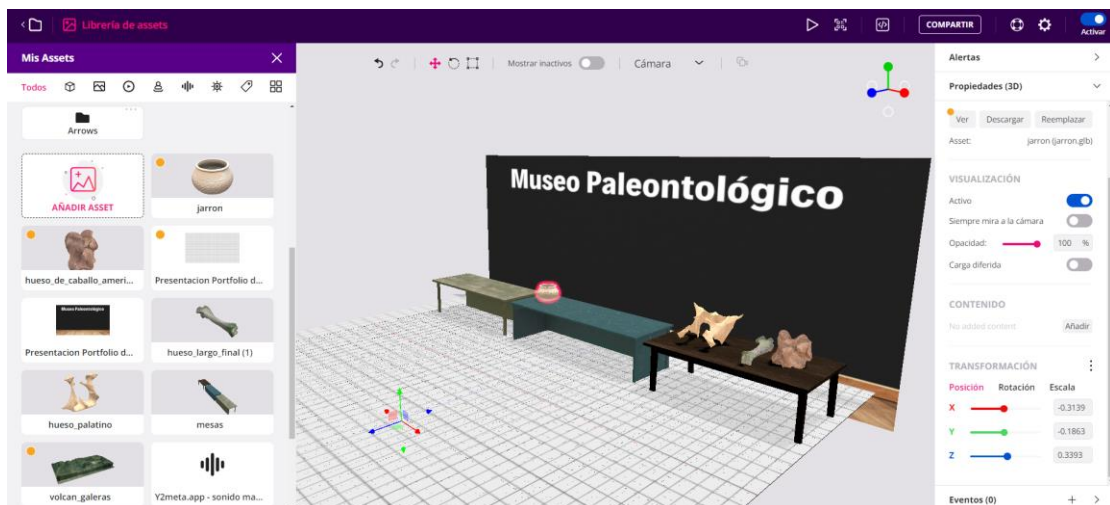 Librería de assets
COMPARTIR
Activar
Mis Assets
Todos
Arrows
AÑADIR ASSET
jarron
hueso_de_caballo_ameri...
Presentacion Portfolio d...
Presentacion Portfolio d...
hueso_largo_final (1)
hueso_palatino
mesas
volcan_galeras
Y2meta.app - sonido ma...
Mostrar inactivos
Cámara
Museo Paleontológico
Alertas
Propiedades (3D)
Ver Descargar Reemplazar
Asset: jarron (jarron.glb)
VISUALIZACIÓN
Activo
Siempre mira a la cámara
Opacidad: 100 %
Carga diferida
CONTENIDO
No added content Añadir
TRANSFORMACIÓN
Posición Rotación Escala
X -0.3139
Y -0.1863
Z 0.3393
Eventos (0)